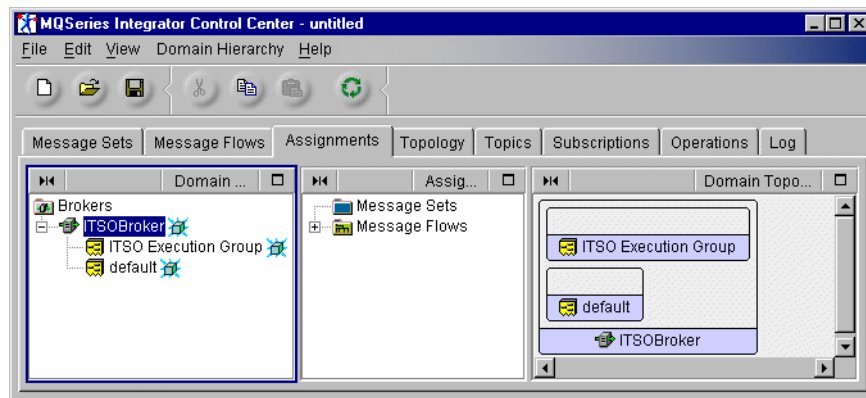 MQSeries Integrator Control Center - untitled
File Edit View Domain Hierarchy Help
Message Sets Message Flows Assignments Topology Topics Subscriptions Operations Log
Domain ... Assig... Domain Topo...
Brokers
ITSOBroker
ITSO Execution Group
default
Message Sets
Message Flows
ITSO Execution Group
default
ITSOBroker